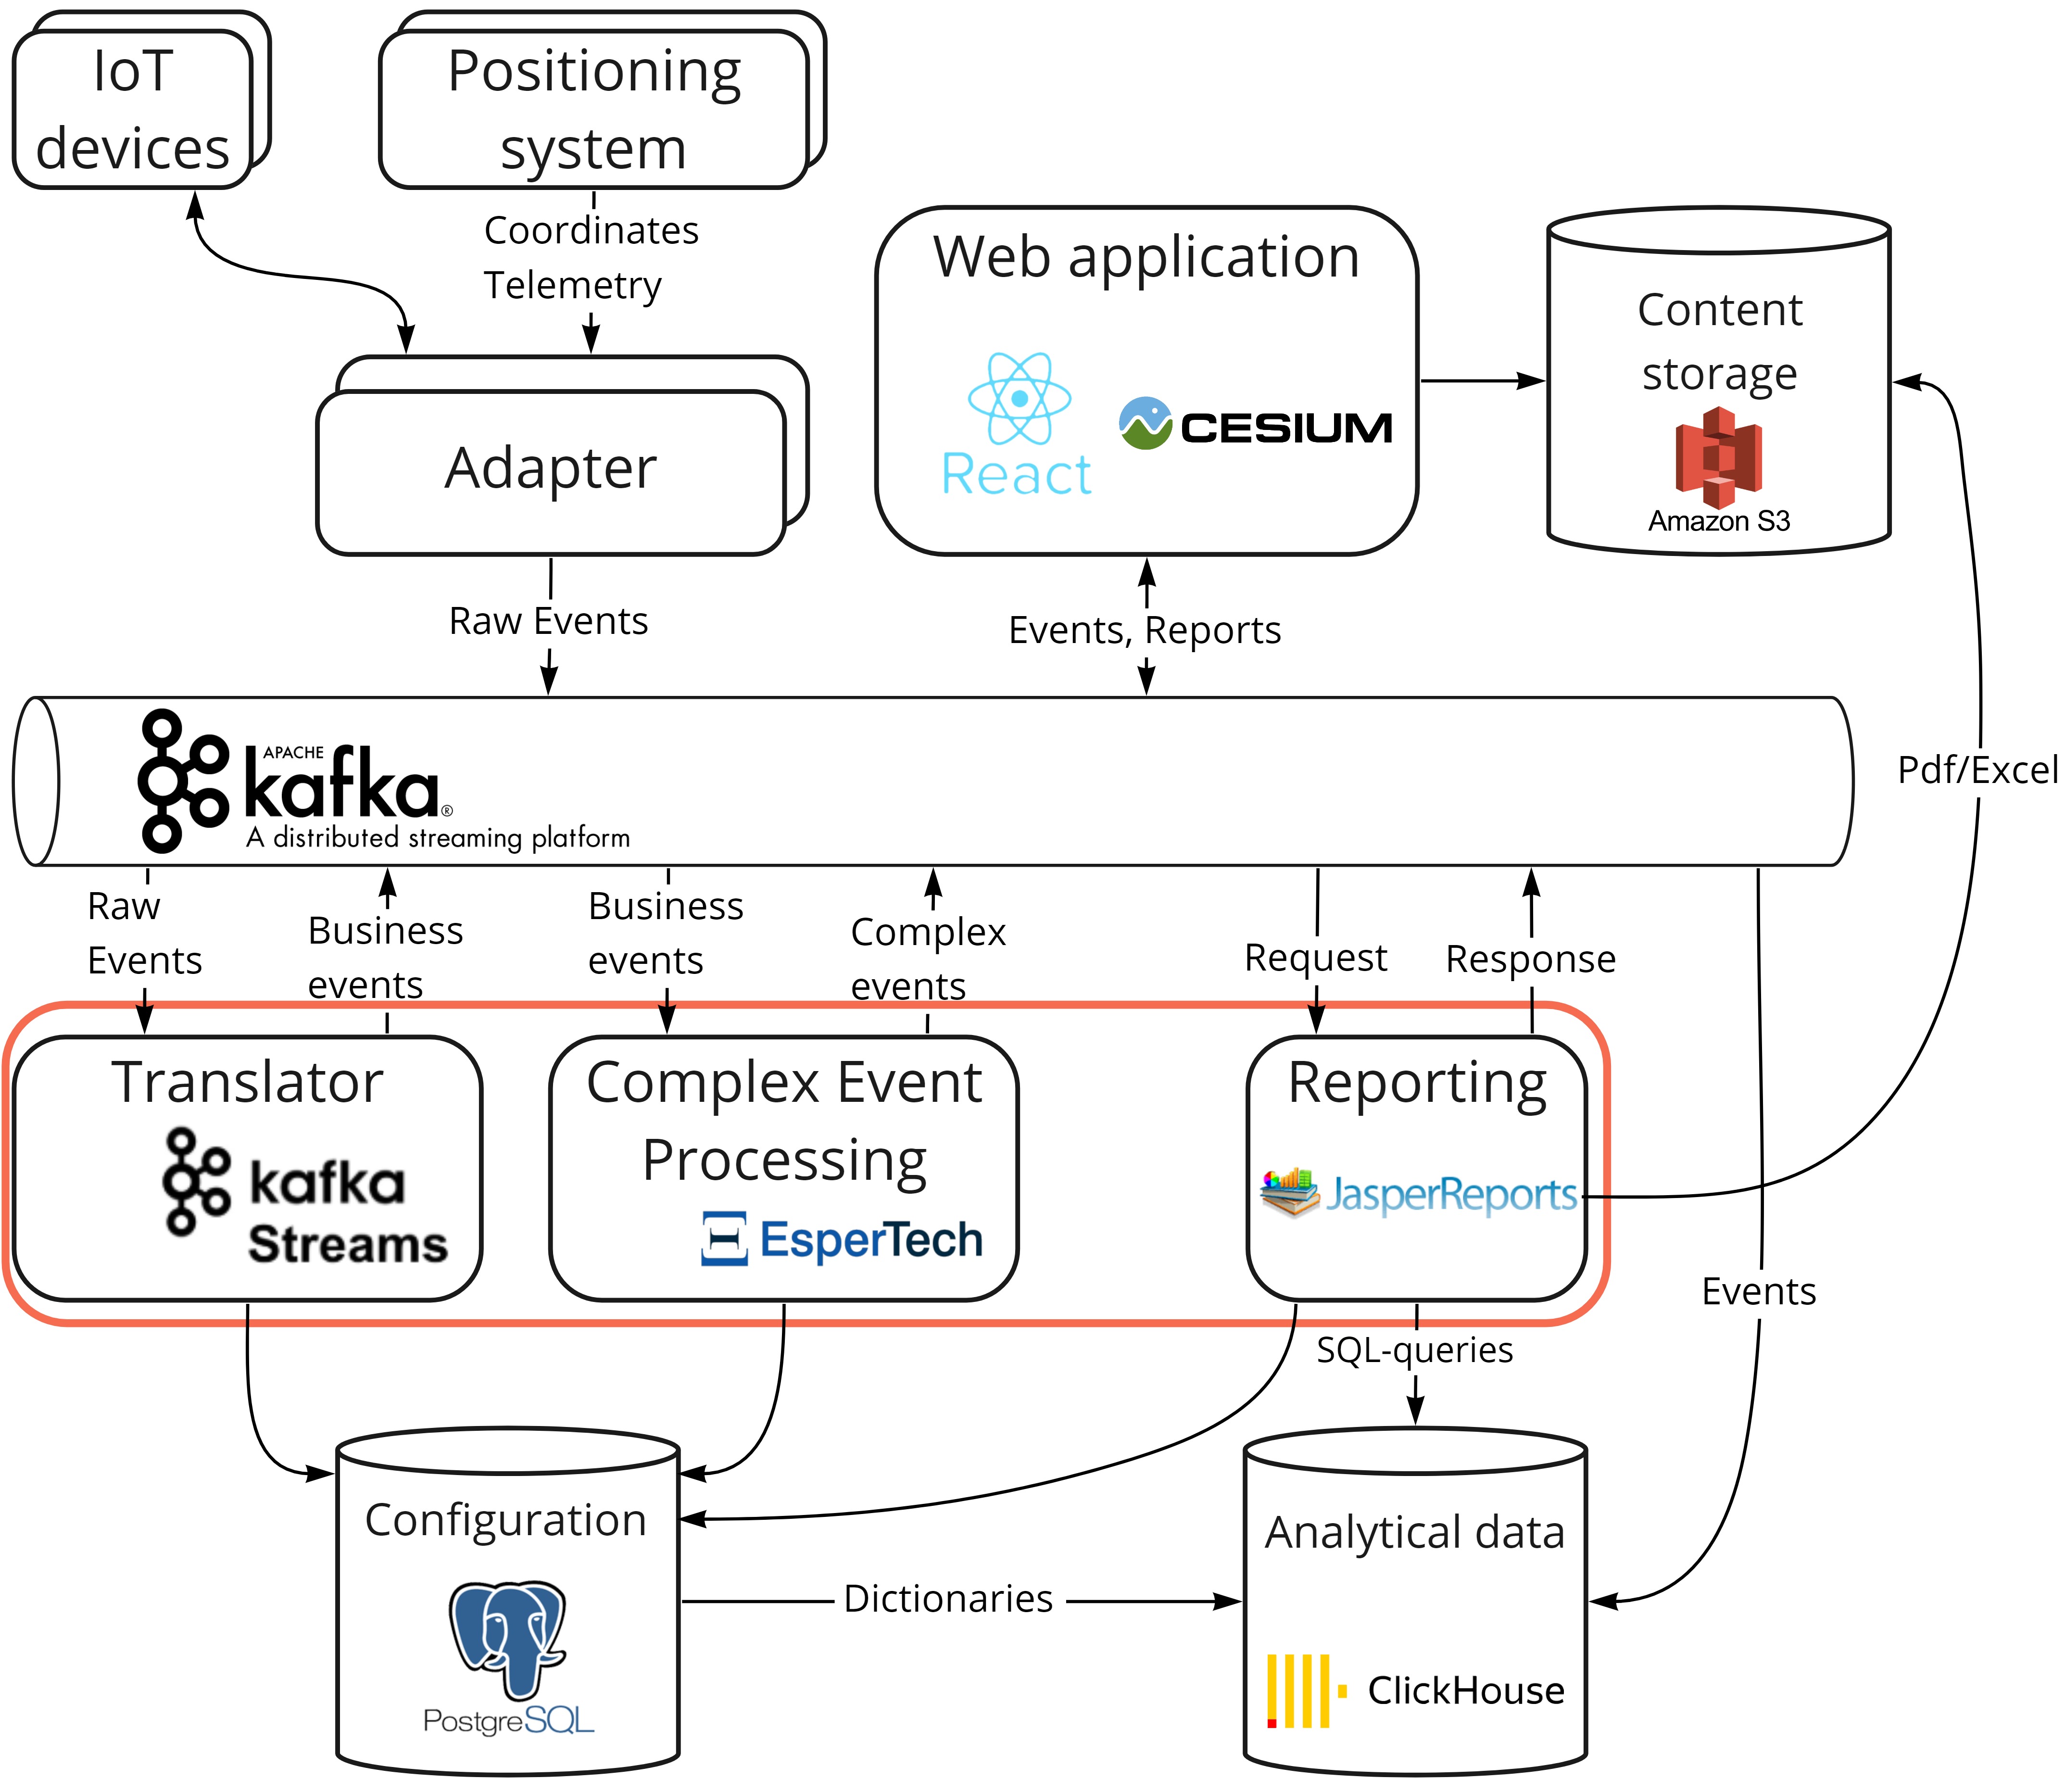 IoT
devices
Positioning
system
Coordinates
Telemetry
Web application
React
CESIUM
Content
storage
Amazon S3
Adapter
Raw Events
Events, Reports
Pdf/Excel
APACHE
kafka®
A distributed streaming platform
Raw
Events
Business
events
Business
events
Complex
events
Request
Response
Translator
kafka
Streams
Complex Event
Processing
EsperTech
Reporting
JasperReports
Events
SQL-queries
Configuration
PostgreSQL
Dictionaries
Analytical data
ClickHouse